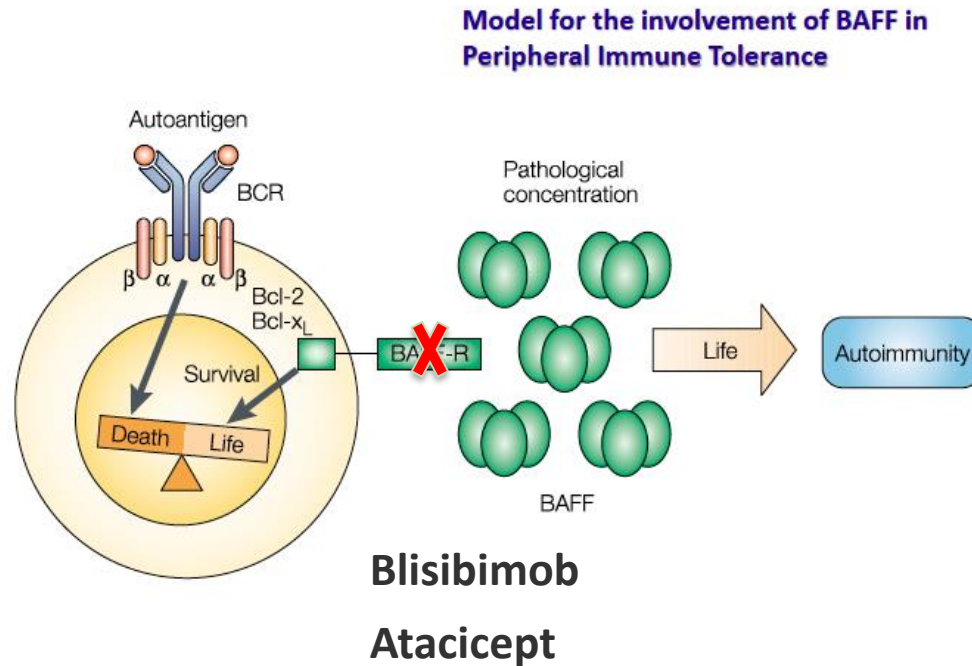 Model for the involvement of BAFF in
Peripheral Immune Tolerance
Autoantigen
BCR
β α α β
Bcl-2
Bcl-xL
Survival
Death
Life
BAFF-R
Pathological
concentration
BAFF
Life
Autoimmunity
Blisibimob
Atacicept